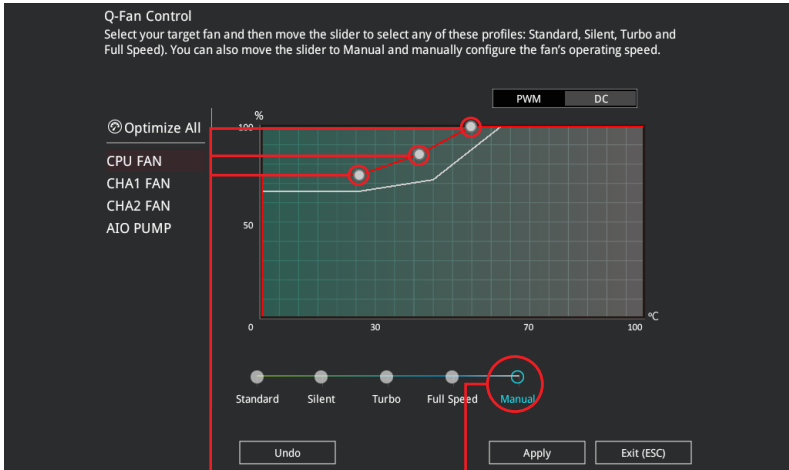 Q-Fan Control
Select your target fan and then move the slider to select any of these profiles: Standard, Silent, Turbo and
Full Speed). You can also move the slider to Manual and manually configure the fan's operating speed.
PWM DC
%
Optimize All
100
CPU FAN
CHA1 FAN
CHA2 FAN
AIO PUMP
50
ºC
0 30 70 100
Standard Silent Turbo Full Speed Manual
Undo Apply Exit (ESC)